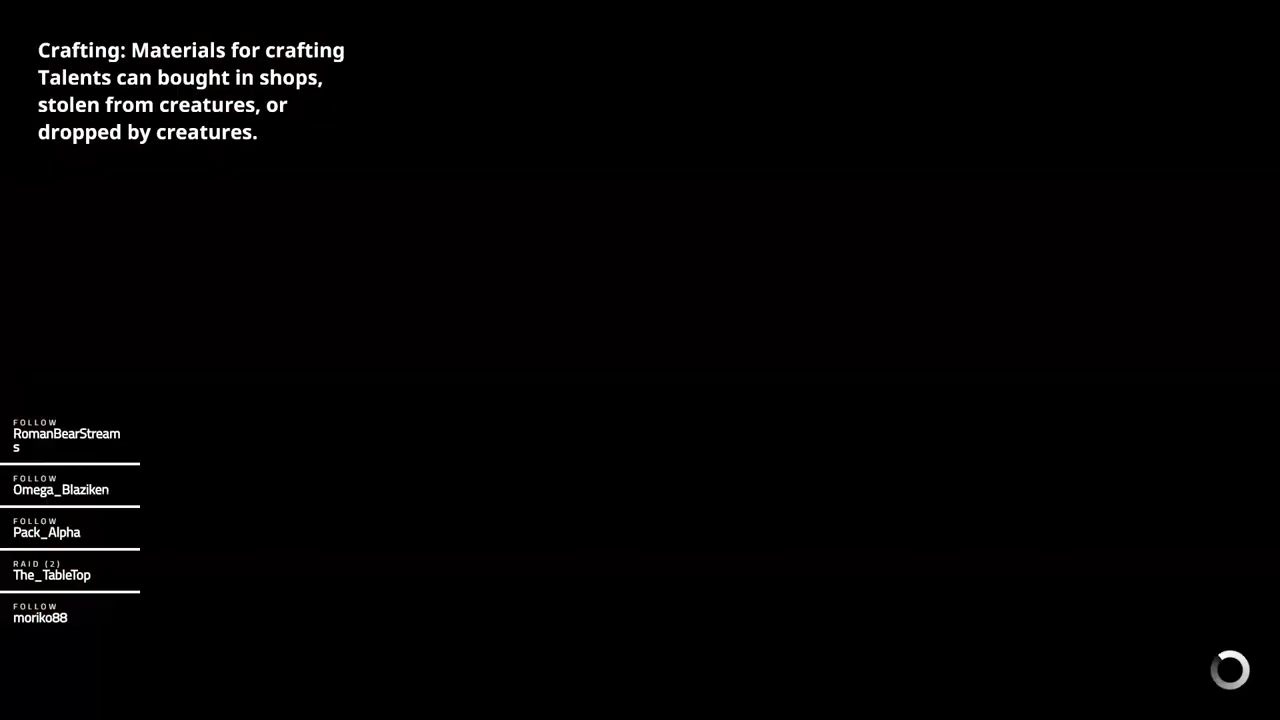 Crafting: Materials for crafting
Talents can bought in shops,
stolen from creatures, or
dropped by creatures.
FOLLOW
RomanBearStream
s
FOLLOW
Omega_Blaziken
FOLLOW
Pack_Alpha
RAID (2)
The_TableTop
FOLLOW
moriko88